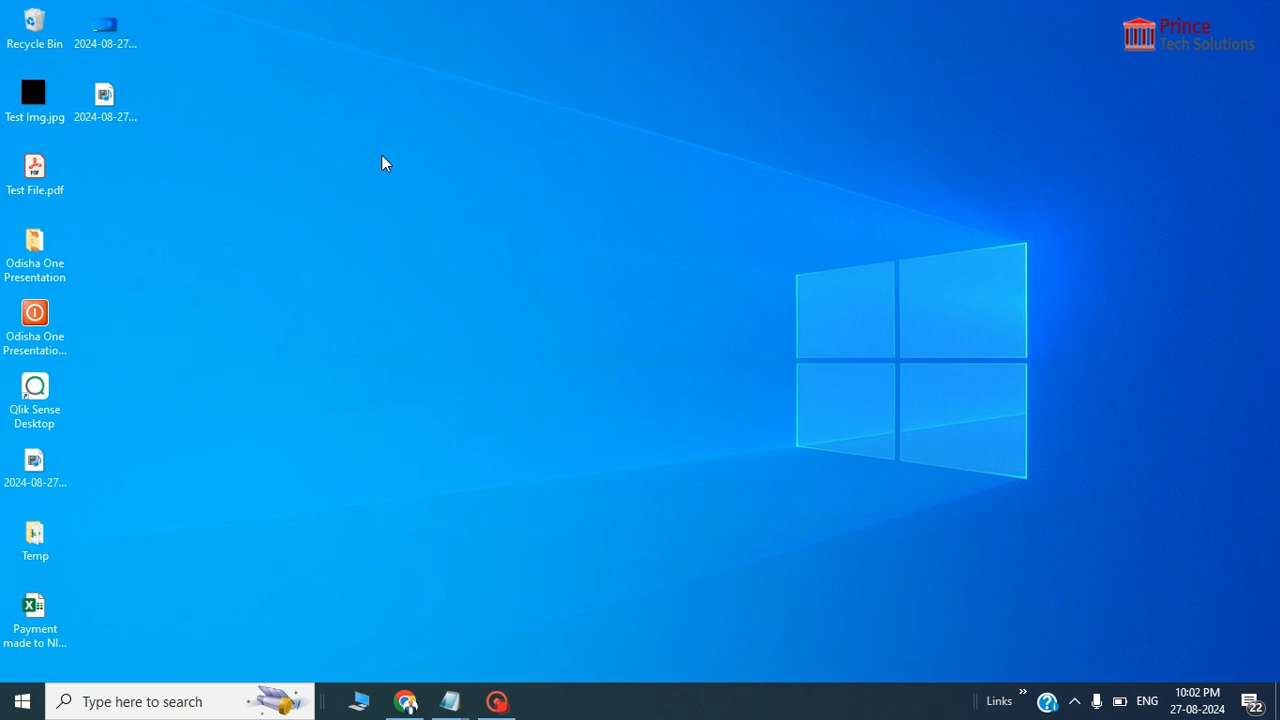 Recycle Bin
2024-08-27...
Prince
Tech Solutions
Test Img.jpg
2024-08-27...
Test File.pdf
Odisha One
Presentation
Odisha One
Presentatio...
Qlik Sense
Desktop
2024-08-27...
Temp
Payment
made to NI...
Type here to search
Links
ENG
10:02 PM
27-08-2024
22